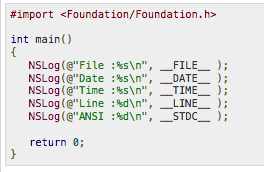 #import <Foundation/Foundation.h>
int main()
{
NSLog(@"File :%s\n", __FILE__ );
NSLog(@"Date :%s\n", __DATE__ );
NSLog(@"Time :%s\n", __TIME__ );
NSLog(@"Line :%d\n", __LINE__ );
NSLog(@"ANSI :%d\n", __STDC__ );
return 0;
}